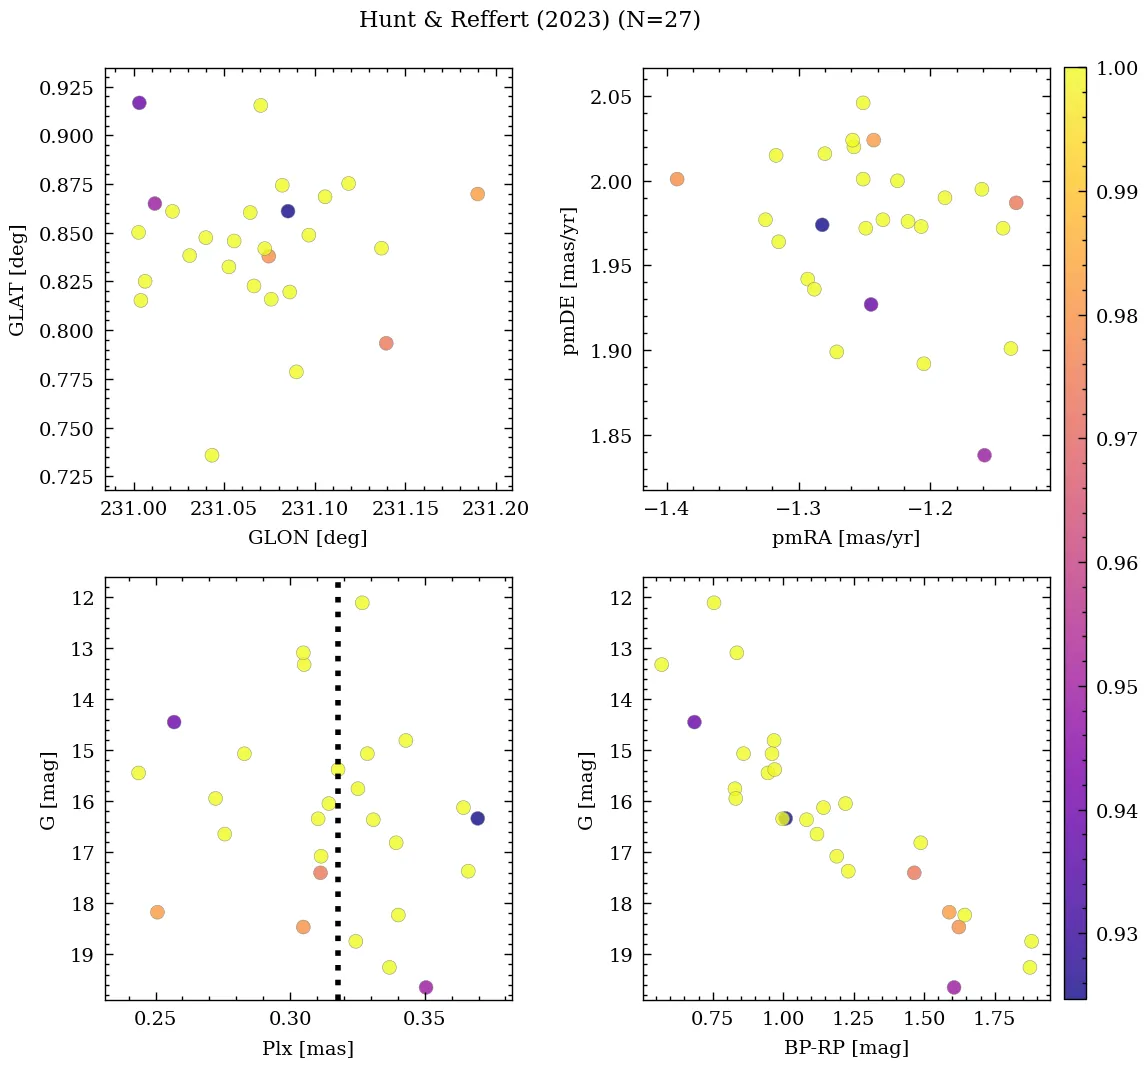 Hunt & Reffert (2023) (N=27)
0.925
0.900
0.875
0.850
0.825
0.800
0.775
0.750
0.725
GLAT [deg]
231.00 231.05 231.10 231.15 231.20
GLON [deg]
2.05
2.00
1.95
1.90
1.85
pmDE [mas/yr]
−1.4 −1.3 −1.2
pmRA [mas/yr]
12
13
14
15
16
17
18
19
G [mag]
0.25 0.30 0.35
Plx [mas]
12
13
14
15
16
17
18
19
G [mag]
0.75 1.00 1.25 1.50 1.75
BP-RP [mag]
1.00
0.99
0.98
0.97
0.96
0.95
0.94
0.93